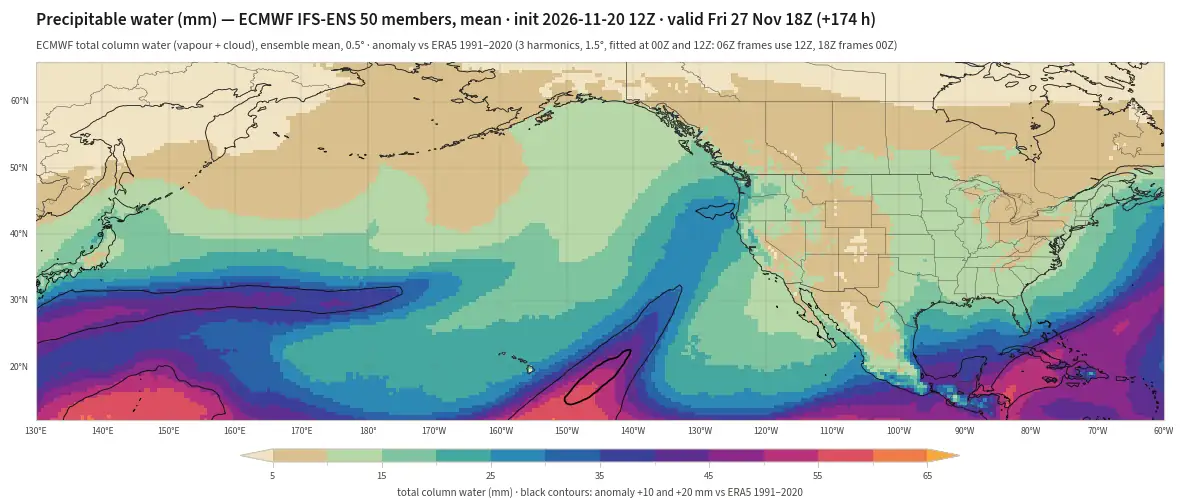 Precipitable water (mm) — ECMWF IFS-ENS 50 members, mean · init 2026-11-20 12Z · valid Fri 27 Nov 18Z (+174 h)
ECMWF total column water (vapour + cloud), ensemble mean, 0.5° · anomaly vs ERA5 1991–2020 (3 harmonics, 1.5°, fitted at 00Z and 12Z: 06Z frames use 12Z, 18Z frames 00Z)
60°N
50°N
40°N
30°N
20°N
130°E 140°E 150°E 160°E 170°E 180° 170°W 160°W 150°W 140°W 130°W 120°W 110°W 100°W 90°W 80°W 70°W 60°W
5 15 25 35 45 55 65
total column water (mm) · black contours: anomaly +10 and +20 mm vs ERA5 1991–2020